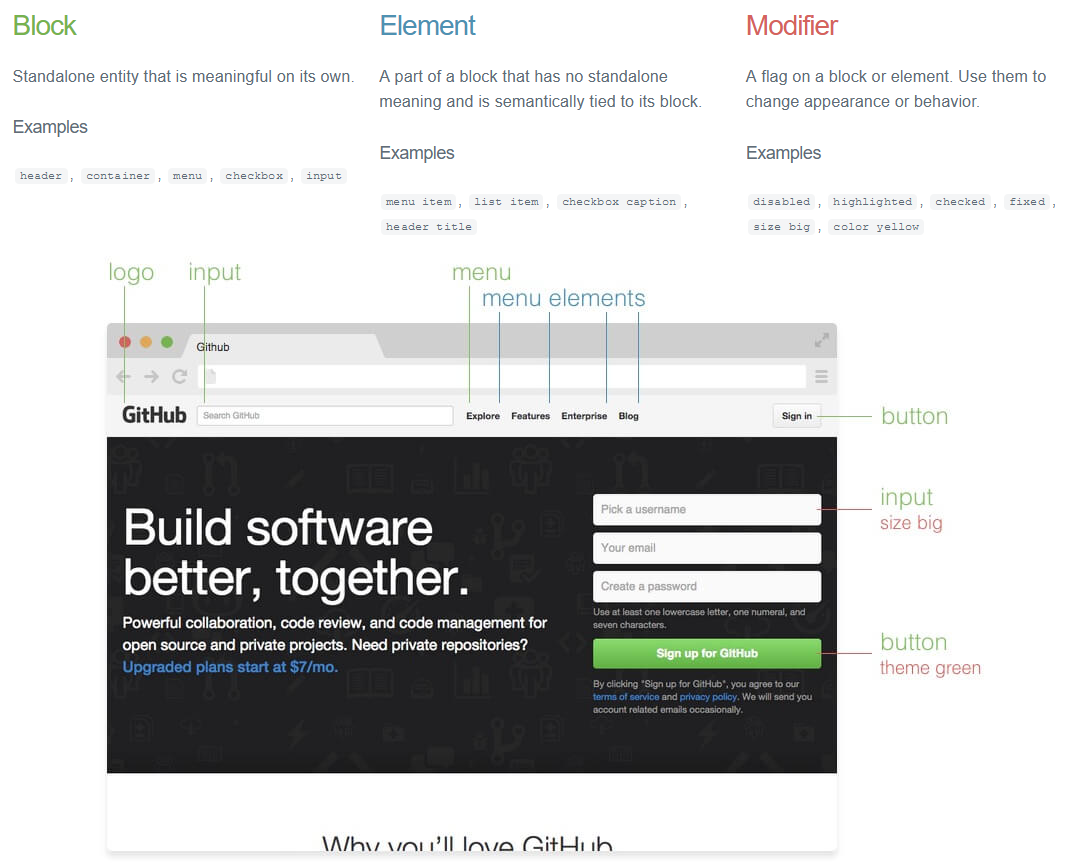 Block
Standalone entity that is meaningful on its own.
Examples
header , container , menu , checkbox , input
Element
A part of a block that has no standalone
meaning and is semantically tied to its block.
Examples
menu item , list item , checkbox caption ,
header title
Modifier
A flag on a block or element. Use them to
change appearance or behavior.
Examples
disabled , highlighted , checked , fixed ,
size big , color yellow
logo
input
menu
menu elements
Github
GitHub
Search GitHub
Explore Features Enterprise Blog
Sign in
button
Build software
better, together.
Powerful collaboration, code review, and code management for
open source and private projects. Need private repositories?
Upgraded plans start at $7/mo.
Pick a username
input
size big
Your email
Create a password
Use at least one lowercase letter, one numeral, and
seven characters.
Sign up for GitHub
button
theme green
By clicking "Sign up for GitHub", you agree to our
terms of service and privacy policy. We will send you
account related emails occasionally.
Why you'll love GitHub